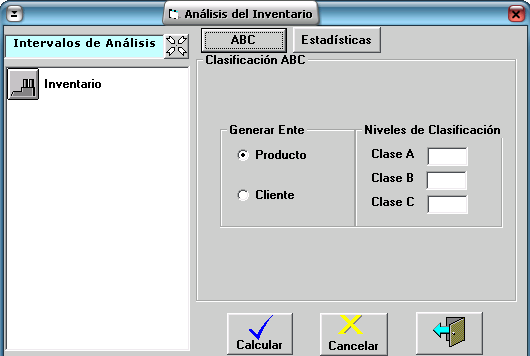 Análisis del Inventario
Intervalos de Análisis
ABC
Estadísticas
Inventario
Clasificación ABC
Generar Ente
Producto
Cliente
Niveles de Clasificación
Clase A
Clase B
Clase C
Calcular
Cancelar